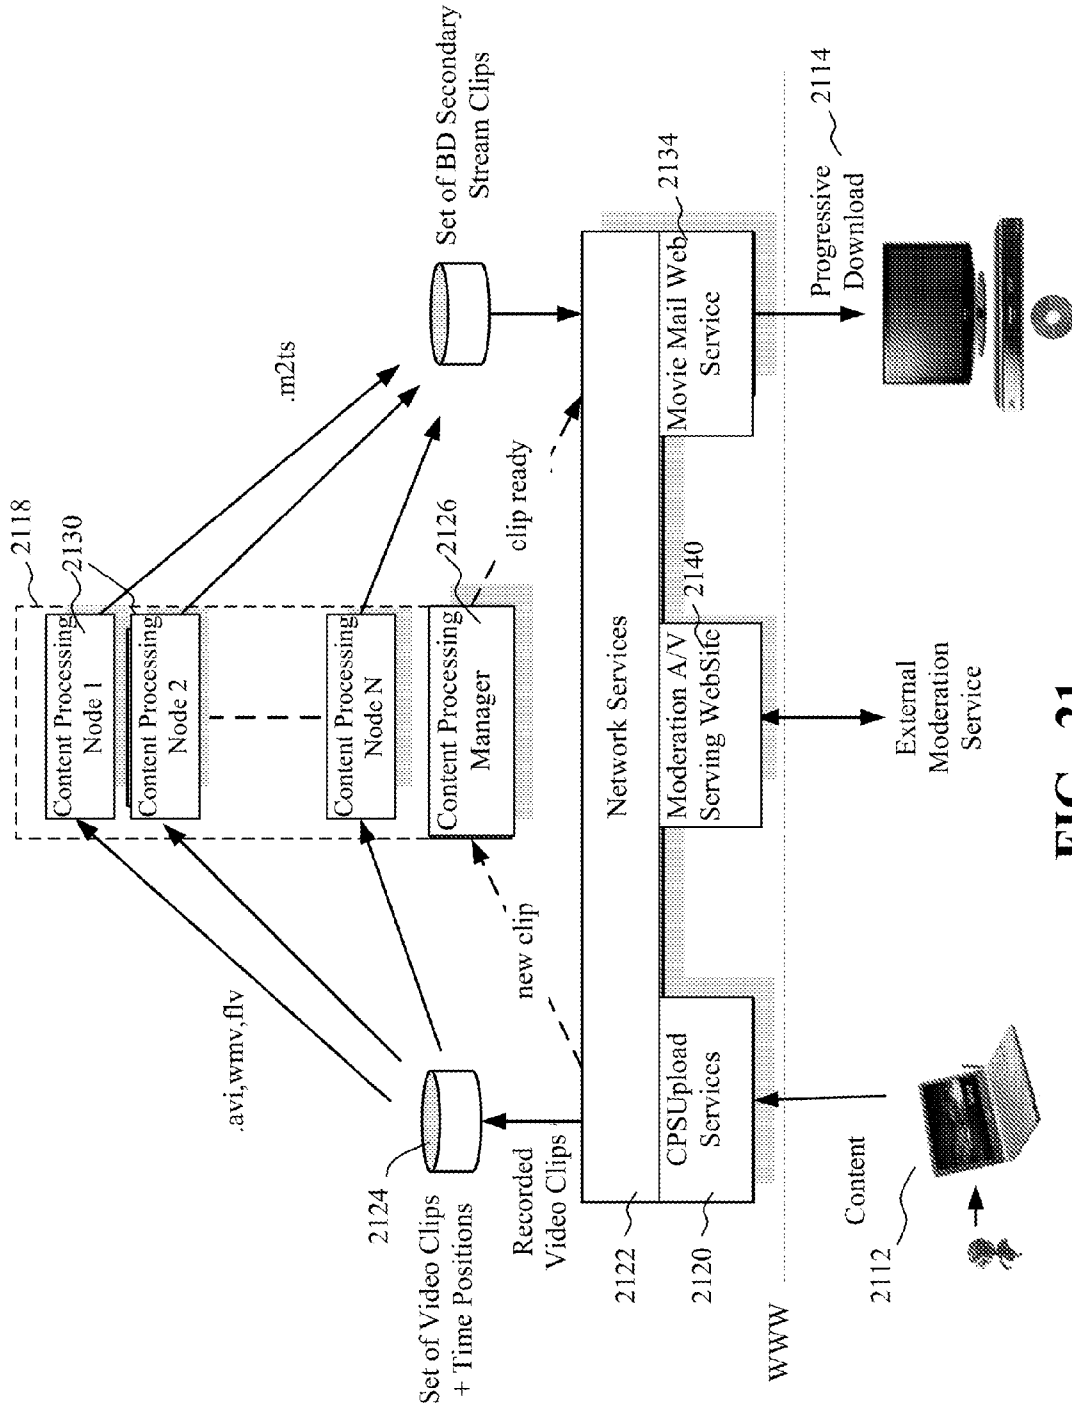 2118
Content Processing
Node 1
2130
Content Processing
Node 2
Content Processing
Node N
Content Processing
Manager
2126
.avi,wmv,flv
.m2ts
2124
Set of Video Clips
+ Time Positions
Set of BD Secondary
Stream Clips
Recorded
Video Clips
new clip
clip ready
2122
Network Services
2120
CPSUpload
Services
Moderation A/V
Serving WebSite
2140
Movie Mail Web
Service
2134
WWW
2112
Content
External
Moderation
Service
Progressive
Download
2114
FIG. 21